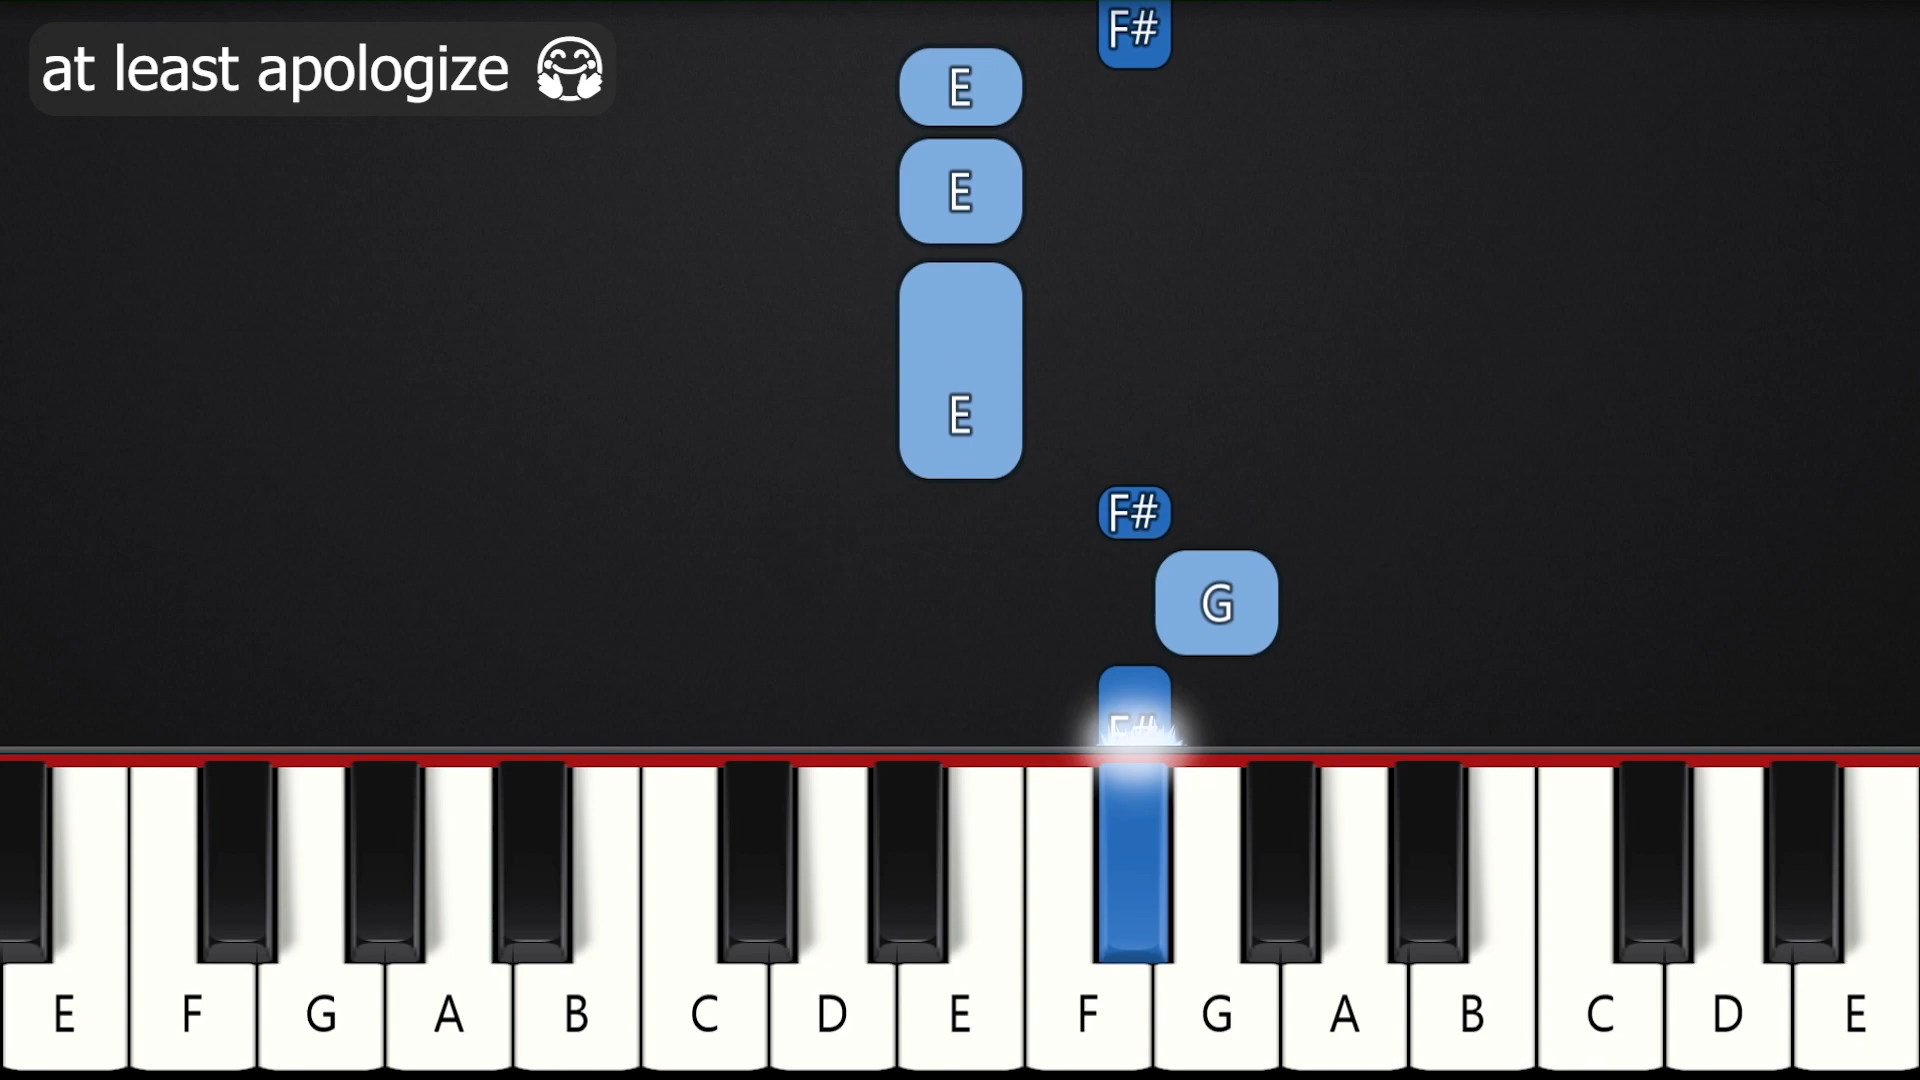 at least apologize 🤗
F#
E
E
E
F#
G
F#
E F G A B C D E F G A B C D E